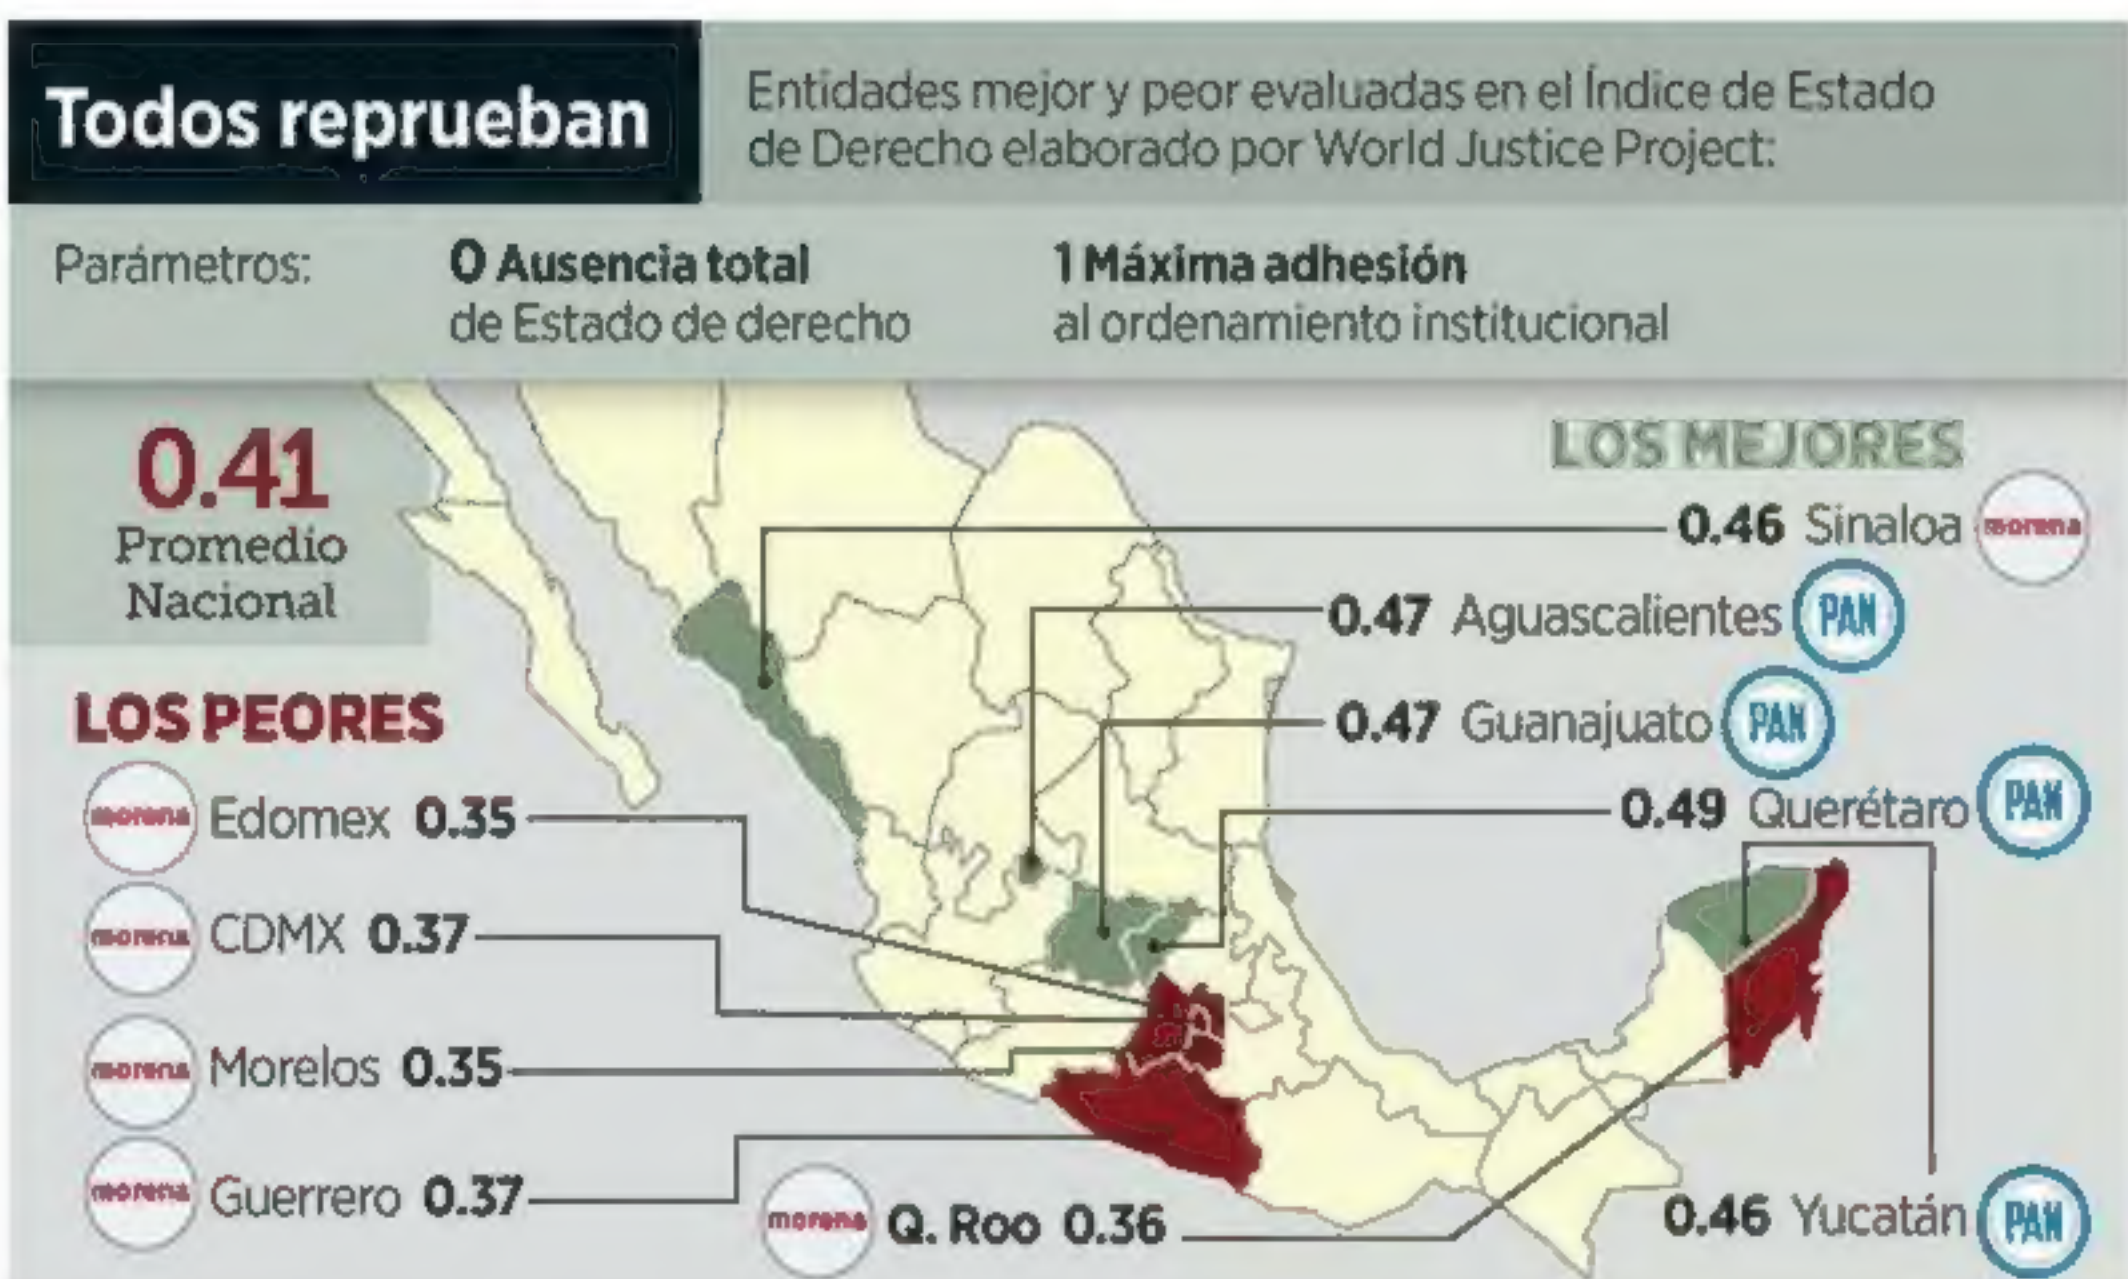 Todos reprueban
Entidades mejor y peor evaluadas en el Índice de Estado
de Derecho elaborado por World Justice Project:
Parámetros:
0 Ausencia total
de Estado de derecho
1 Máxima adhesión
al ordenamiento institucional
0.41
Promedio
Nacional
LOS MEJORES
0.46 Sinaloa morena
0.47 Aguascalientes PAN
0.47 Guanajuato PAN
0.49 Querétaro PAN
0.46 Yucatán PAN
LOS PEORES
morena Edomex 0.35
morena CDMX 0.37
morena Morelos 0.35
morena Guerrero 0.37
morena Q. Roo 0.36